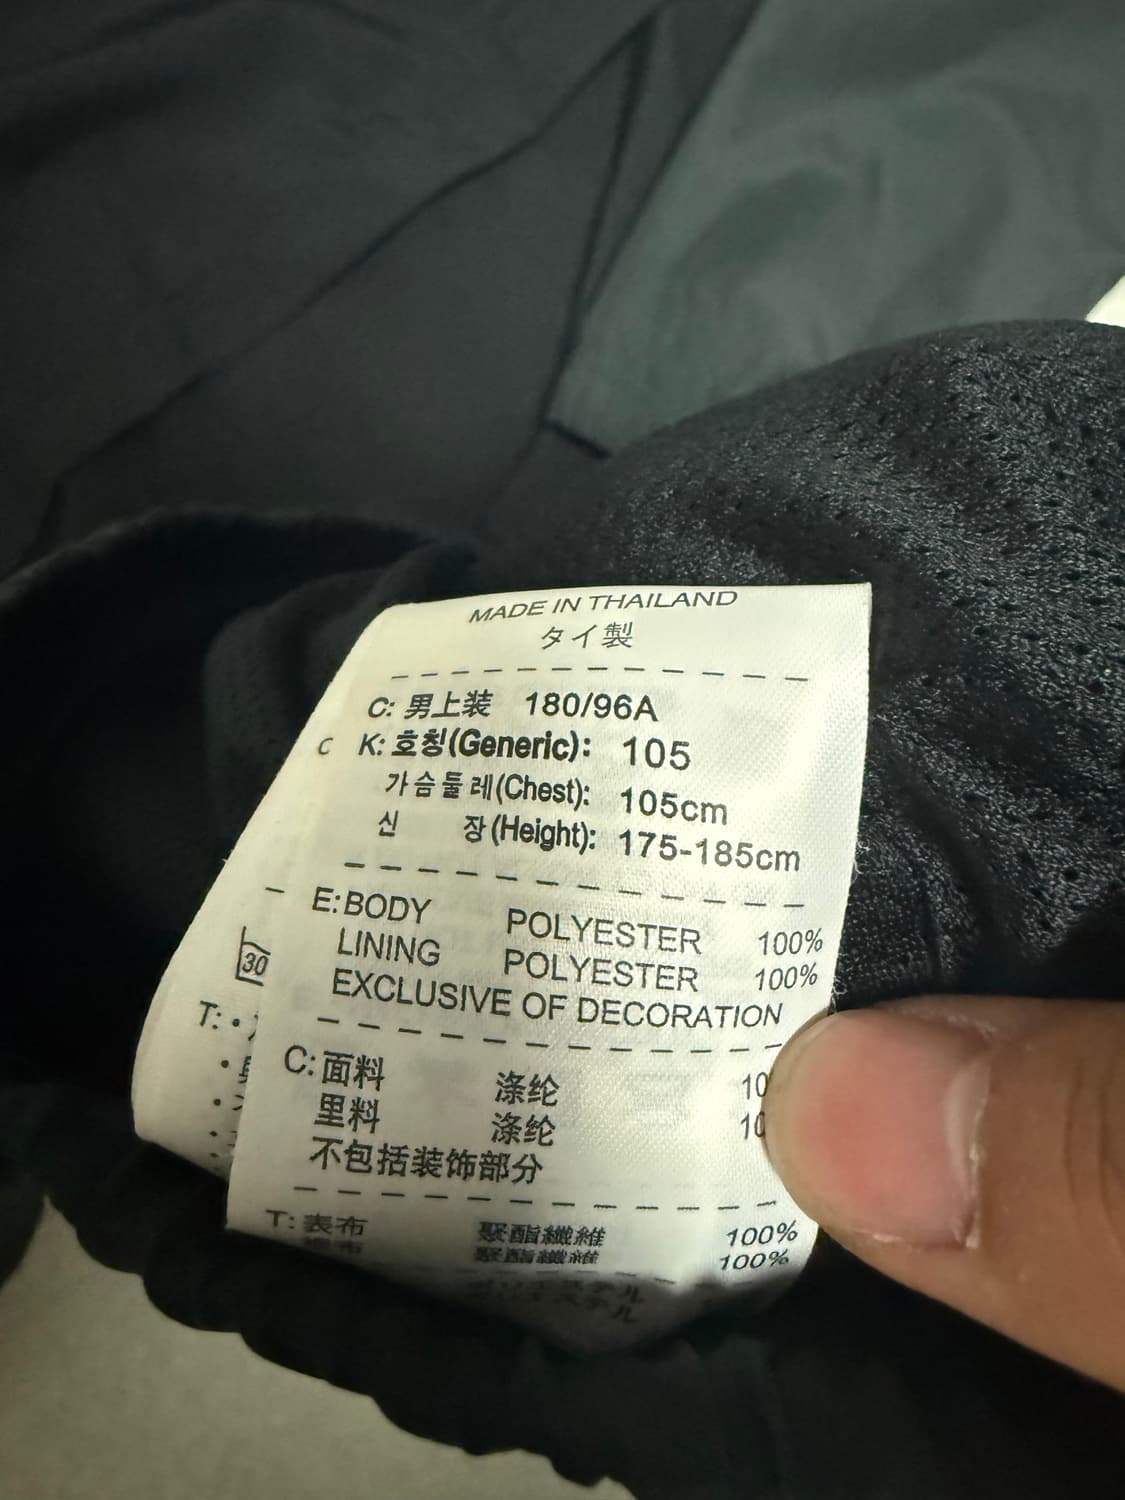 MADE IN THAILAND
タイ製
C: 男上装 180/96A
K: 호칭(Generic): 105
가슴둘레(Chest): 105cm
신 장(Height): 175-185cm
E: BODY POLYESTER 100%
LINING POLYESTER 100%
EXCLUSIVE OF DECORATION
C: 面料 涤纶 10
里料 涤纶 10
不包括装饰部分
T: 表布 聚酯纖維 100%
聚酯纖維 100%
C
30
T: